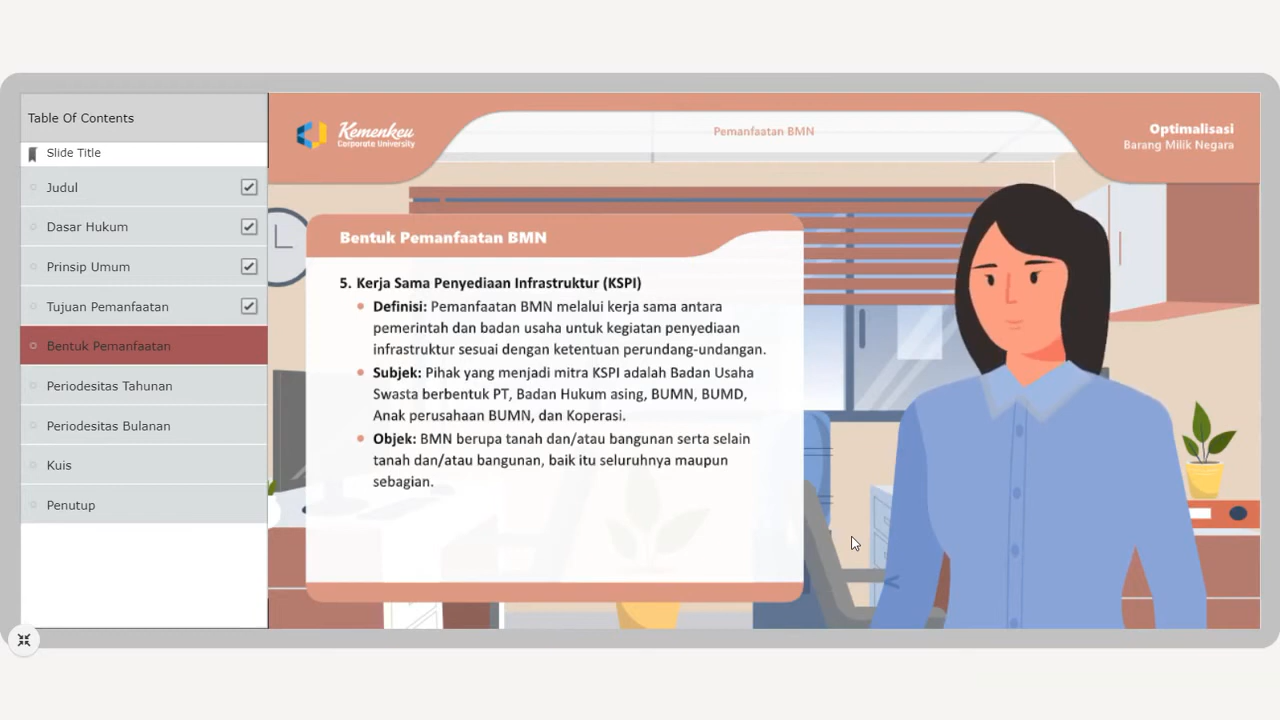 Table Of Contents
Slide Title
Judul
Dasar Hukum
Prinsip Umum
Tujuan Pemanfaatan
Bentuk Pemanfaatan
Periodesitas Tahunan
Periodesitas Bulanan
Kuis
Penutup
Kemenkeu
Corporate University
Pemanfaatan BMN
Optimalisasi
Barang Milik Negara
Bentuk Pemanfaatan BMN
5. Kerja Sama Penyediaan Infrastruktur (KSPI)
Definisi: Pemanfaatan BMN melalui kerja sama antara
pemerintah dan badan usaha untuk kegiatan penyediaan
infrastruktur sesuai dengan ketentuan perundang-undangan.
Subjek: Pihak yang menjadi mitra KSPI adalah Badan Usaha
Swasta berbentuk PT, Badan Hukum asing, BUMN, BUMD,
Anak perusahaan BUMN, dan Koperasi.
Objek: BMN berupa tanah dan/atau bangunan serta selain
tanah dan/atau bangunan, baik itu seluruhnya maupun
sebagian.